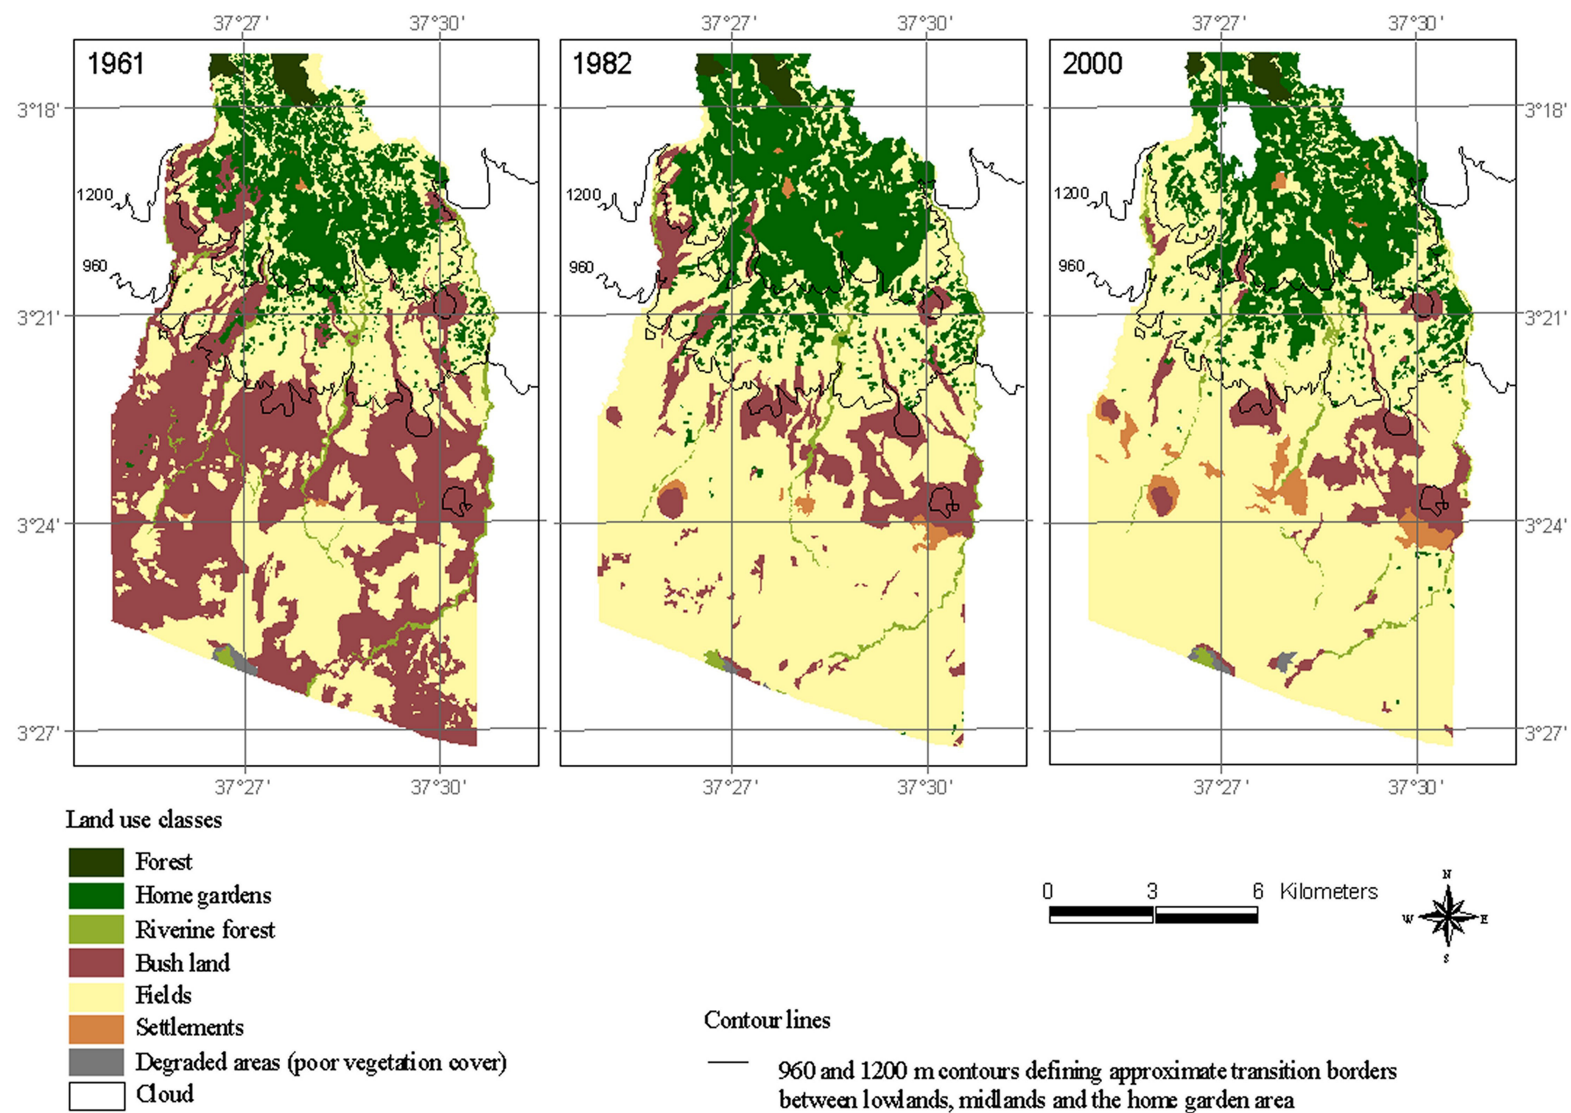 37°27' 37°30' 37°27' 37°30' 37°27' 37°30'
1961 1982 2000
3°18' 3°18'
1200 1200 1200
960 960 960
3°21' 3°21'
3°24' 3°24'
3°27' 3°27'
37°27' 37°30' 37°27' 37°30' 37°27' 37°30'
Land use classes
Forest
Home gardens
Riverine forest
Bush land
Fields
Settlements
Degraded areas (poor vegetation cover)
Cloud
0 3 6 Kilometers
N
W E
S
Contour lines
960 and 1200 m contours defining approximate transition borders
between lowlands, midlands and the home garden area